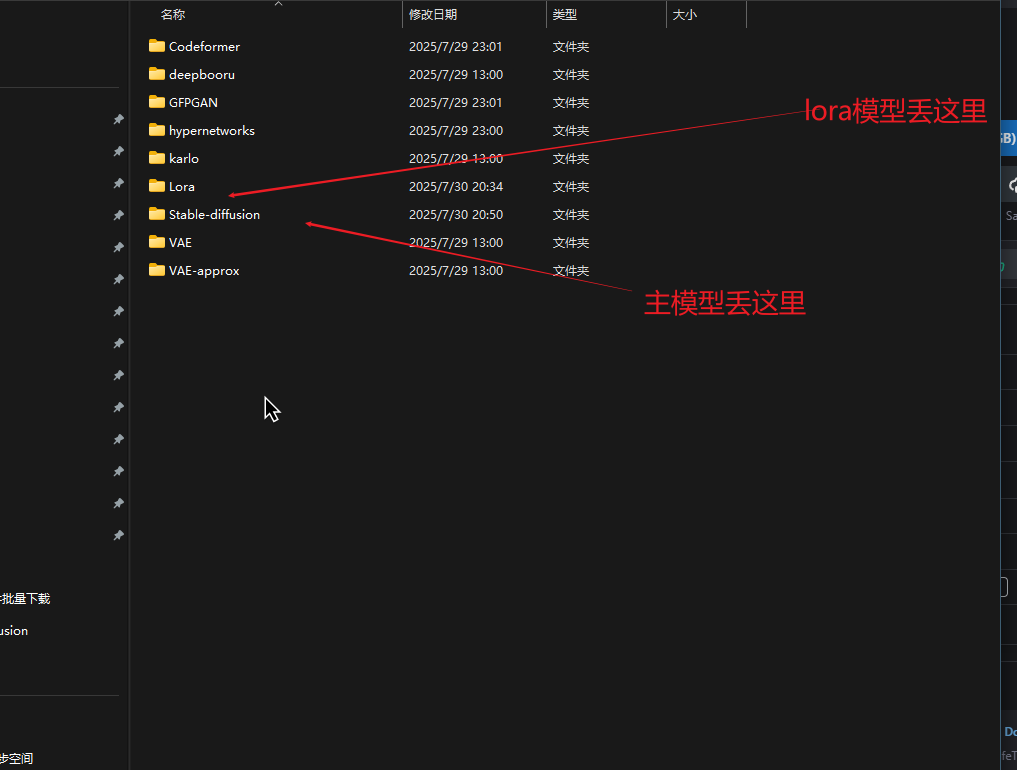 名称 修改日期 类型 大小
Codeformer 2025/7/29 23:01 文件夹
deepbooru 2025/7/29 13:00 文件夹
GFPGAN 2025/7/29 23:01 文件夹
hypernetworks 2025/7/29 23:00 文件夹
karlo 2025/7/29 13:00 文件夹
Lora 2025/7/30 20:34 文件夹
Stable-diffusion 2025/7/30 20:50 文件夹
VAE 2025/7/29 13:00 文件夹
VAE-approx 2025/7/29 13:00 文件夹
lora模型丢这里
主模型丢这里
批量下载
usion
步空间
GB)
Sa
Do
feT